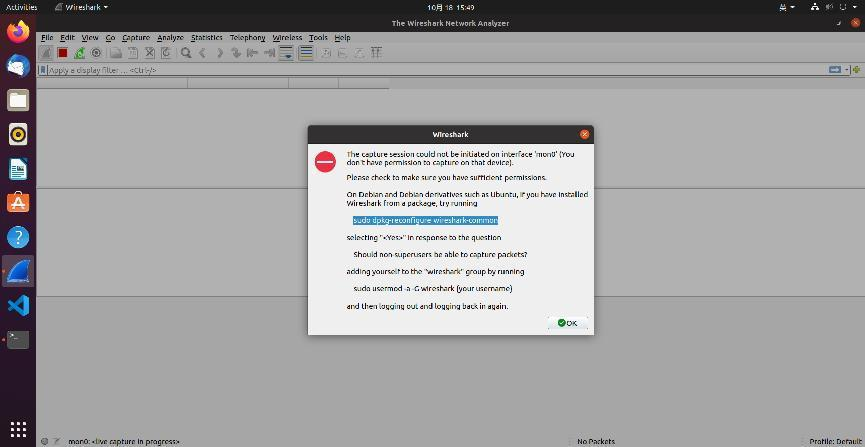 Activities Wireshark 10月 18 15:49 英
The Wireshark Network Analyzer
File Edit View Go Capture Analyze Statistics Telephony Wireless Tools Help
Apply a display filter … <Ctrl-/>
Wireshark
The capture session could not be initiated on interface 'mon0' (You
don't have permission to capture on that device).
Please check to make sure you have sufficient permissions.
On Debian and Debian derivatives such as Ubuntu, if you have installed
Wireshark from a package, try running
sudo dpkg-reconfigure wireshark-common
selecting "<Yes>" in response to the question
Should non-superusers be able to capture packets?
adding yourself to the "wireshark" group by running
sudo usermod -a -G wireshark {your username}
and then logging out and logging back in again.
OK
mon0: <live capture in progress> No Packets Profile: Default